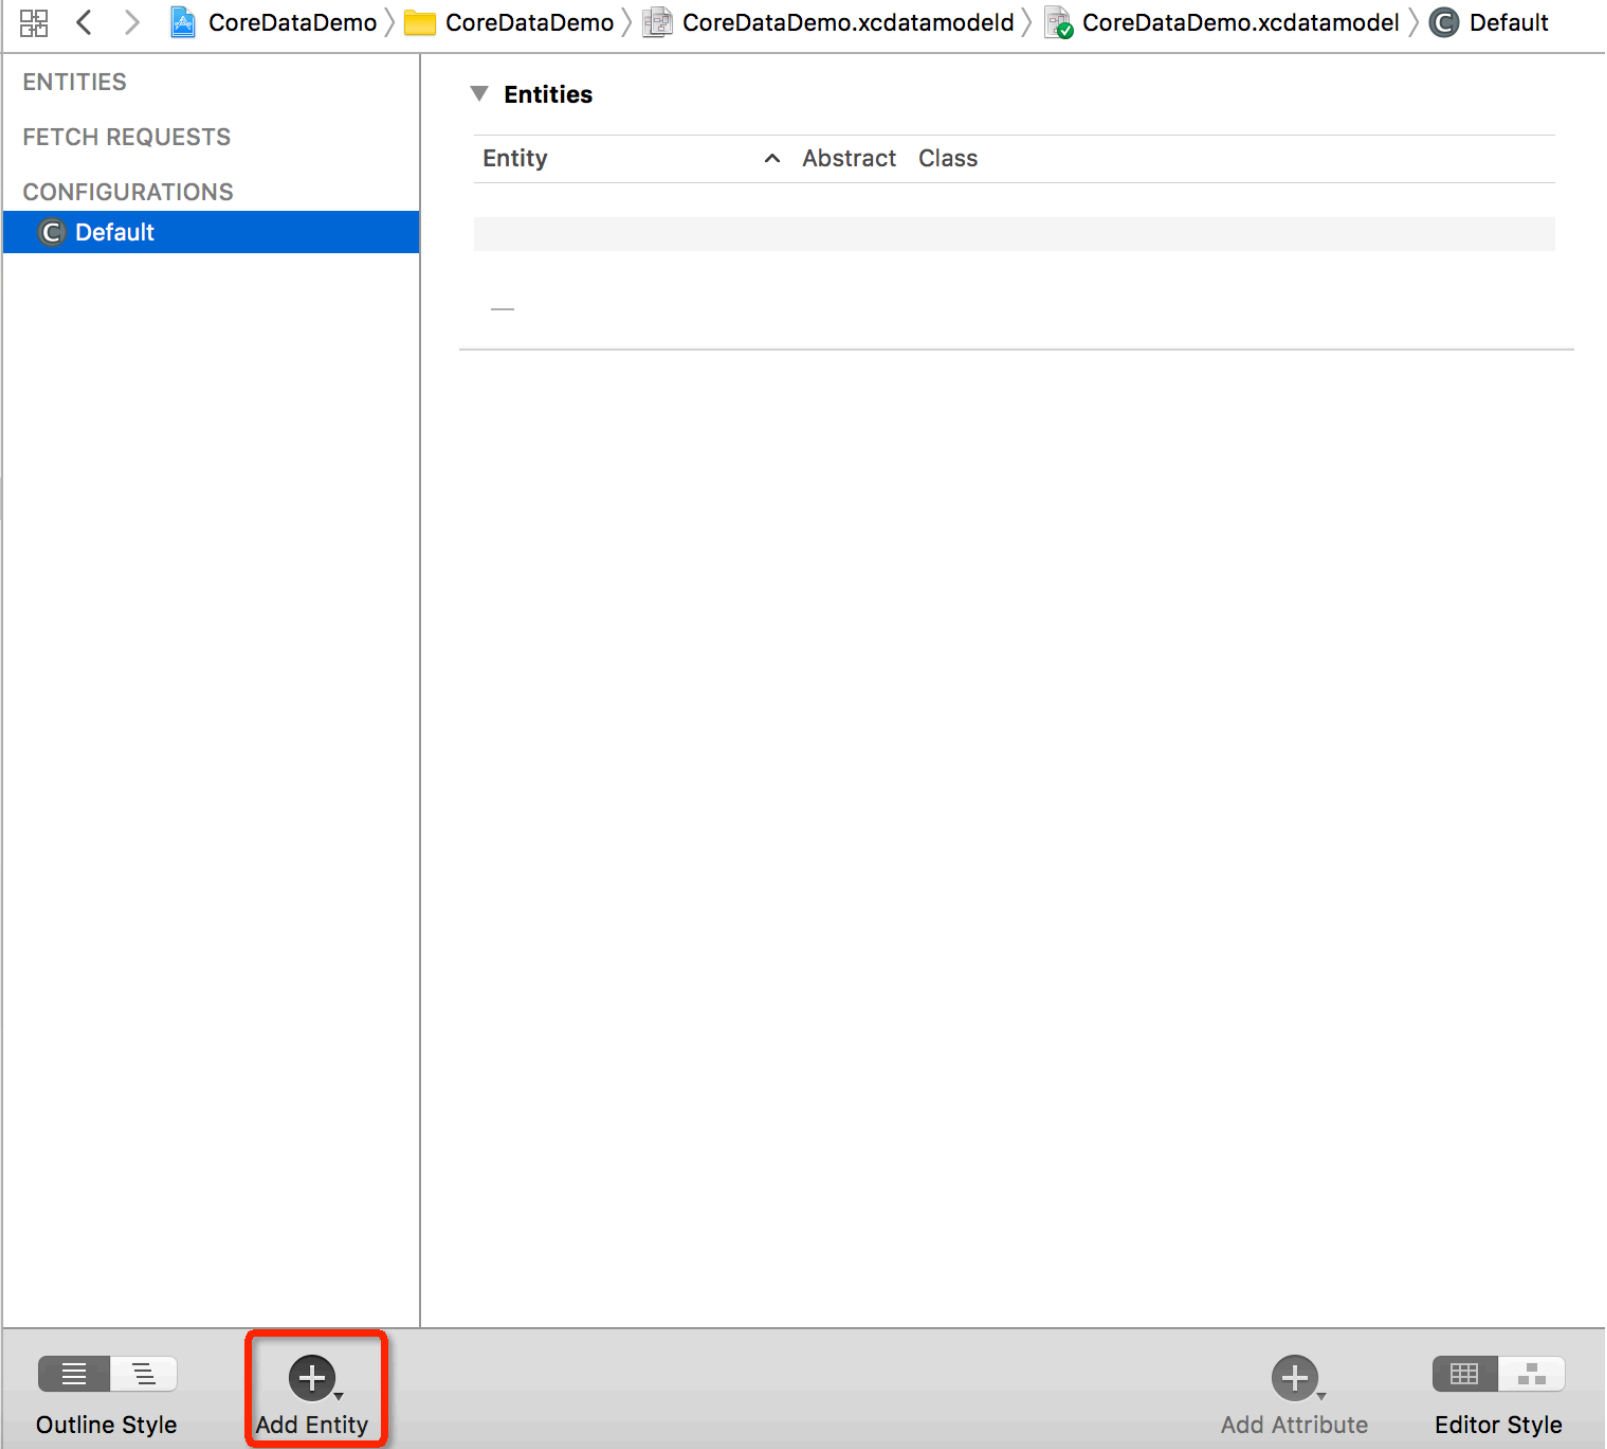 CoreDataDemo CoreDataDemo CoreDataDemo.xcdatamodeld CoreDataDemo.xcdatamodel C Default
ENTITIES
FETCH REQUESTS
CONFIGURATIONS
C Default
Entities
Entity Abstract Class
Outline Style
Add Entity
Add Attribute
Editor Style